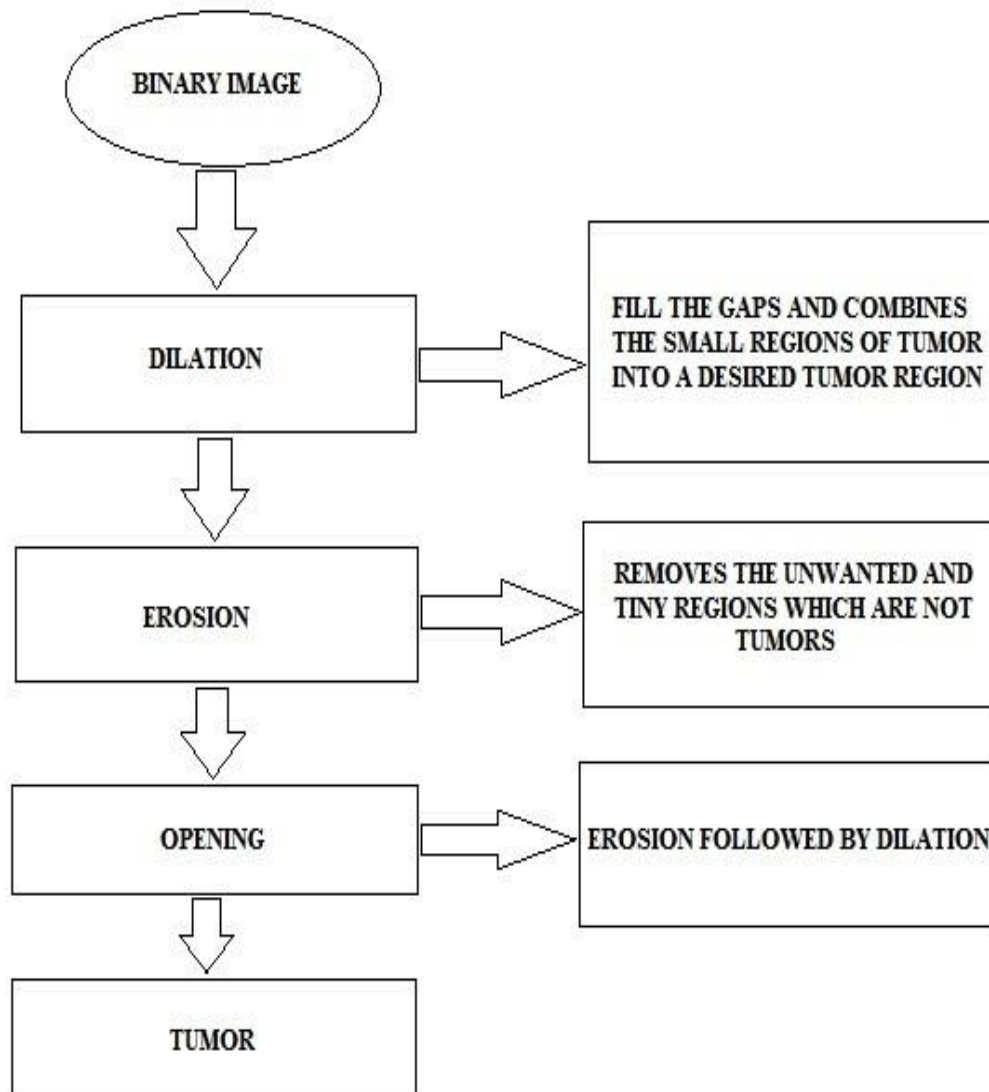 BINARY IMAGE
DILATION
FILL THE GAPS AND COMBINES
THE SMALL REGIONS OF TUMOR
INTO A DESIRED TUMOR REGION
EROSION
REMOVES THE UNWANTED AND
TINY REGIONS WHICH ARE NOT
TUMORS
OPENING
EROSION FOLLOWED BY DILATION
TUMOR